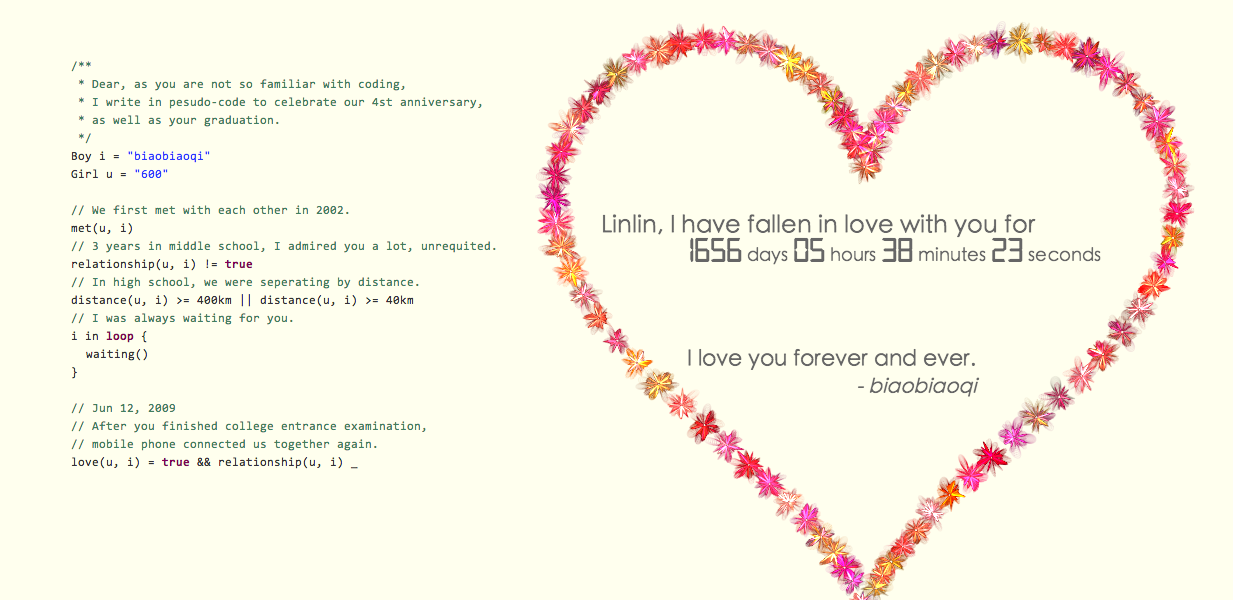 /**
 * Dear, as you are not so familiar with coding,
 * I write in pesudo-code to celebrate our 4st anniversary,
 * as well as your graduation.
 */
Boy i = "biaobiaoqi"
Girl u = "600"
// We first met with each other in 2002.
met(u, i)
// 3 years in middle school, I admired you a lot, unrequited.
relationship(u, i) != true
// In high school, we were seperating by distance.
distance(u, i) >= 400km || distance(u, i) >= 40km
// I was always waiting for you.
i in loop {
  waiting()
}
// Jun 12, 2009
// After you finished college entrance examination,
// mobile phone connected us together again.
love(u, i) = true && relationship(u, i) _
Linlin, I have fallen in love with you for
1656 days 05 hours 38 minutes 23 seconds
I love you forever and ever.
- biaobiaoqi